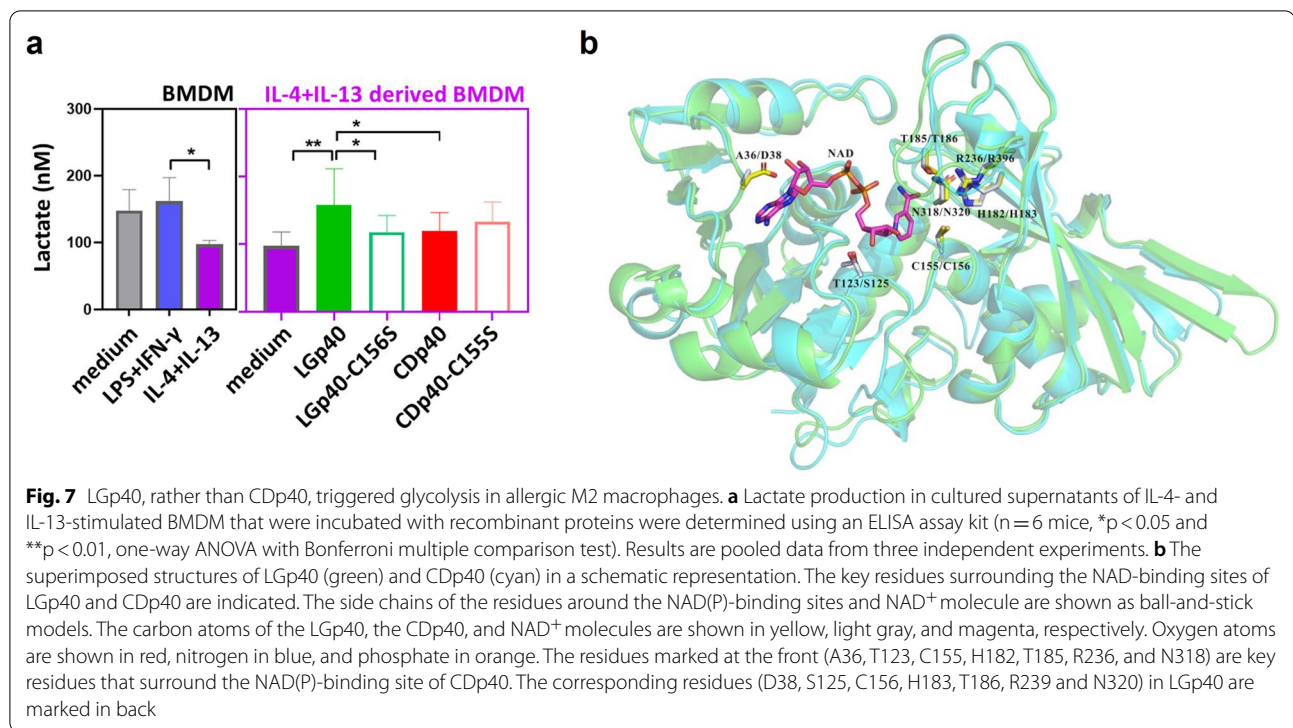 a
BMDM
IL-4+IL-13 derived BMDM
Lactate (nM)
300
200
100
0
*
**
*
*
medium
LPS+IFN-γ
IL-4+IL-13
medium
LGp40
LGp40-C156S
CDp40
CDp40-C155S
b
A36/D38
NAD
T185/T186
R236/R396
N318/N320
H182/H183
C155/C156
T123/S125
Fig. 7 LGp40, rather than CDp40, triggered glycolysis in allergic M2 macrophages. a Lactate production in cultured supernatants of IL-4- and
IL-13-stimulated BMDM that were incubated with recombinant proteins were determined using an ELISA assay kit (n = 6 mice, *p < 0.05 and
**p < 0.01, one-way ANOVA with Bonferroni multiple comparison test). Results are pooled data from three independent experiments. b The
superimposed structures of LGp40 (green) and CDp40 (cyan) in a schematic representation. The key residues surrounding the NAD-binding sites of
LGp40 and CDp40 are indicated. The side chains of the residues around the NAD(P)-binding sites and NAD+ molecule are shown as ball-and-stick
models. The carbon atoms of the LGp40, the CDp40, and NAD+ molecules are shown in yellow, light gray, and magenta, respectively. Oxygen atoms
are shown in red, nitrogen in blue, and phosphate in orange. The residues marked at the front (A36, T123, C155, H182, T185, R236, and N318) are key
residues that surround the NAD(P)-binding site of CDp40. The corresponding residues (D38, S125, C156, H183, T186, R239 and N320) in LGp40 are
marked in back